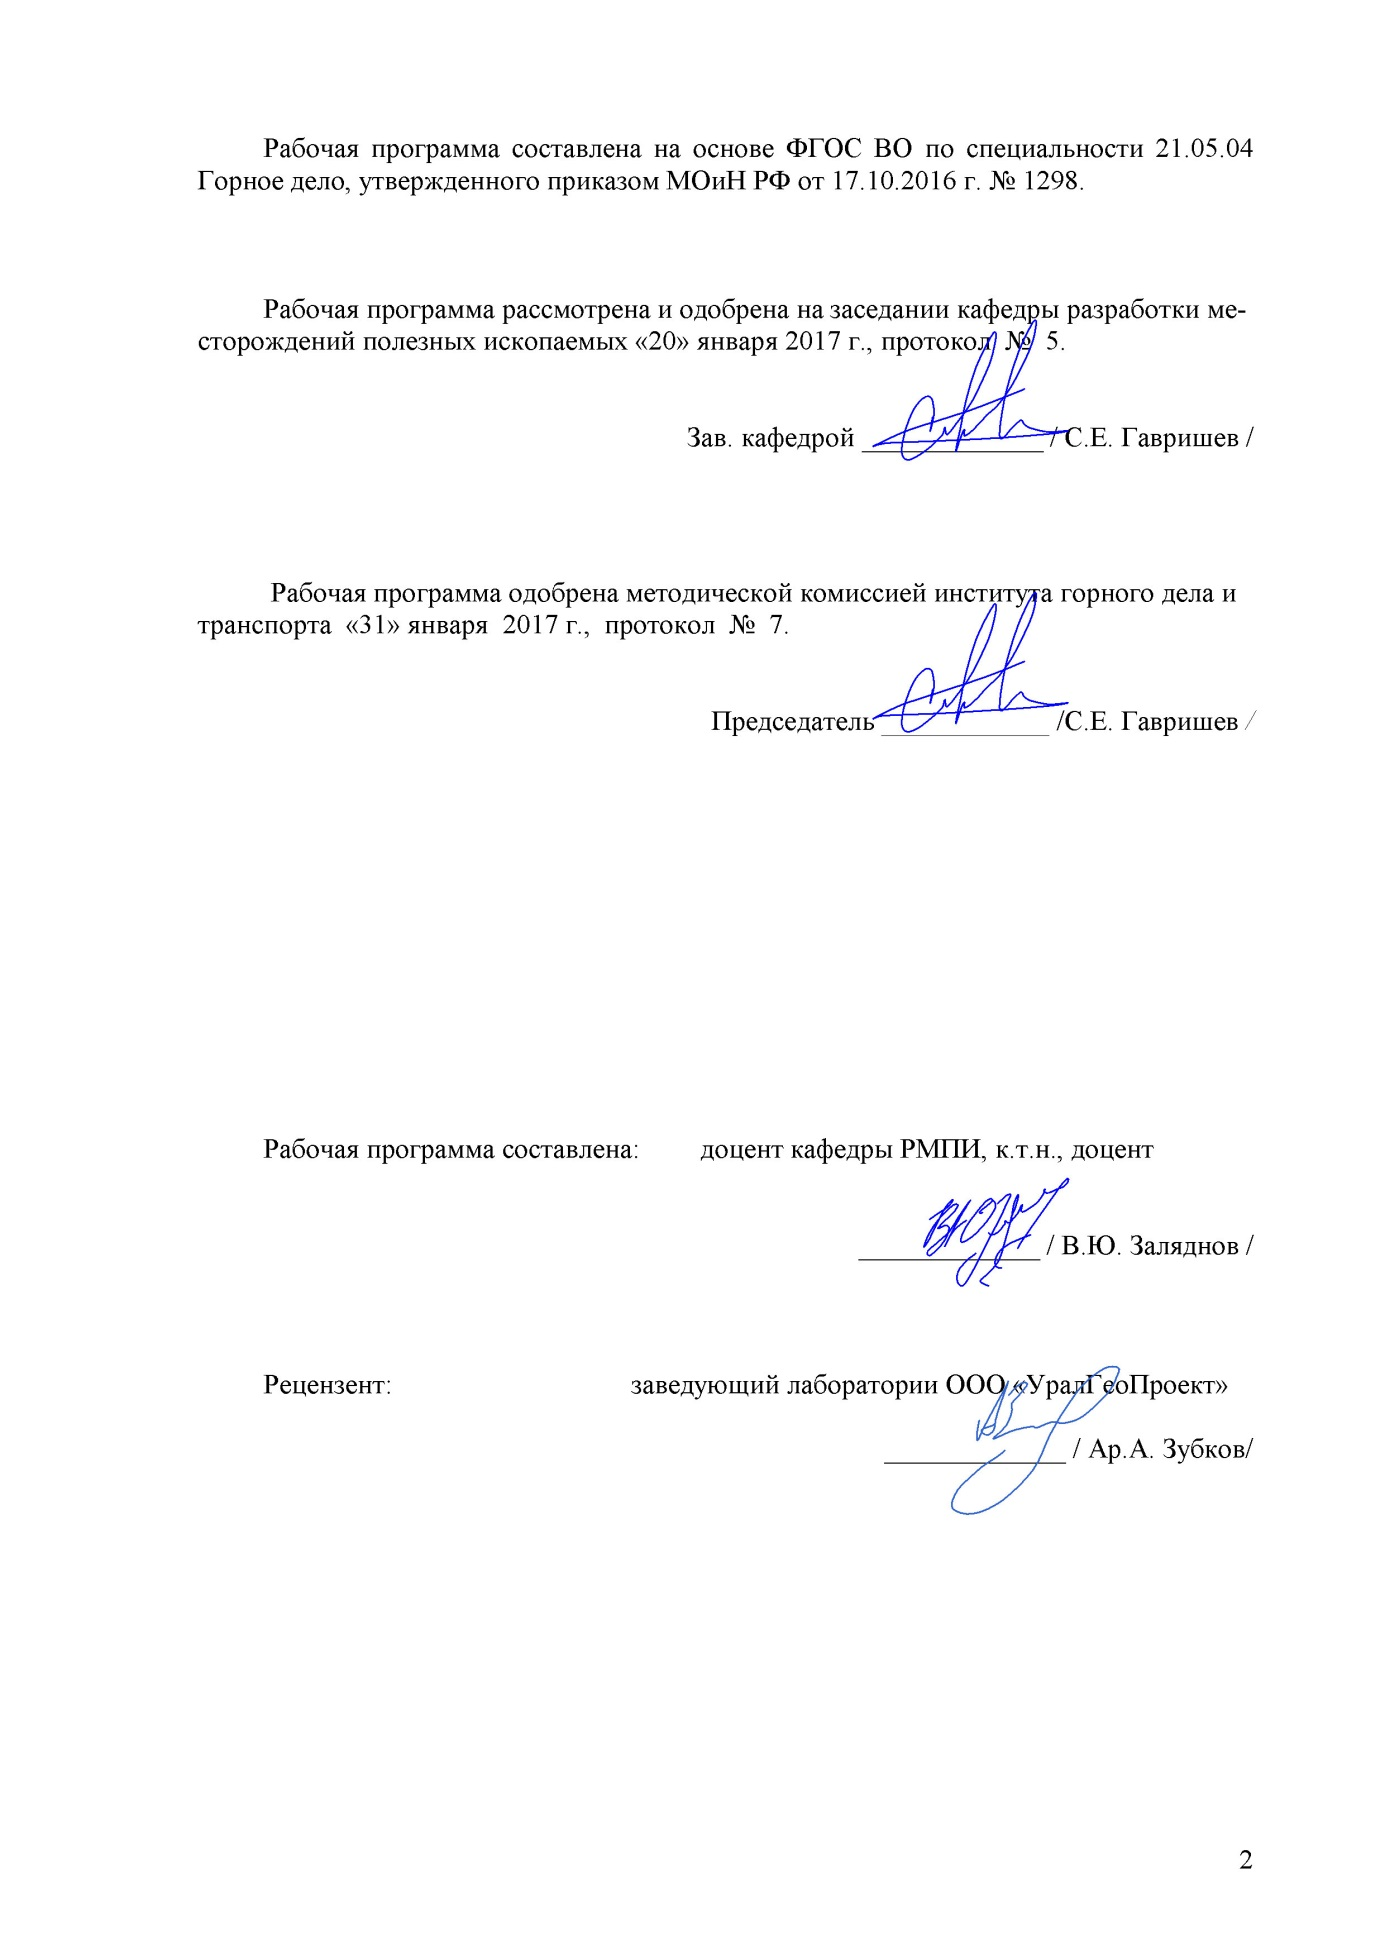 Рабочая программа составлена на основе ФГОС ВО по специальности 21.05.04
Горное дело, утвержденного приказом МОиН РФ от 17.10.2016 г. № 1298.
Рабочая программа рассмотрена и одобрена на заседании кафедры разработки ме-
сторождений полезных ископаемых «20» января 2017 г., протокол № 5.
Зав. кафедрой _____________ / С.Е. Гавришев /
Рабочая программа одобрена методической комиссией института горного дела и
транспорта «31» января 2017 г., протокол № 7.
Председатель ____________ /С.Е. Гавришев /
Рабочая программа составлена: доцент кафедры РМПИ, к.т.н., доцент
_____________ / В.Ю. Заляднов /
Рецензент: заведующий лаборатории ООО «УралГеоПроект»
_____________ / Ар.А. Зубков/
2